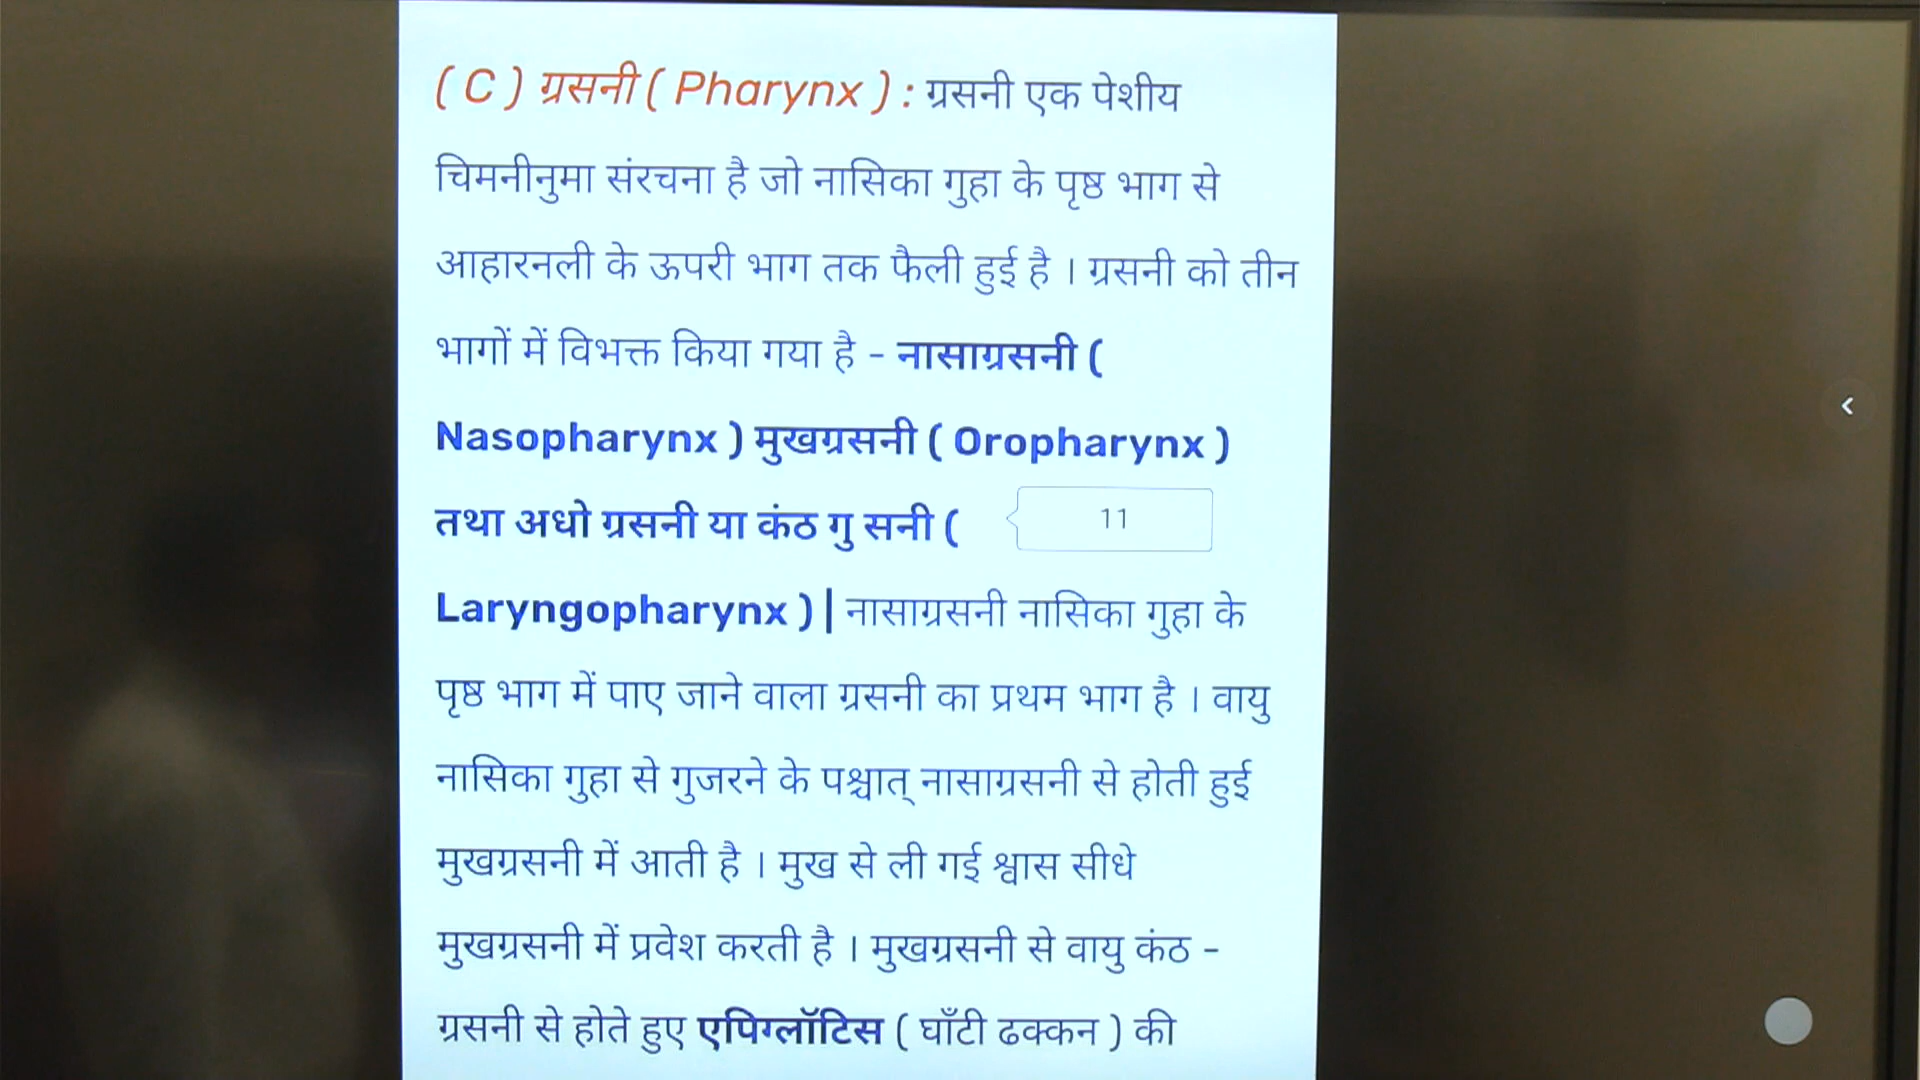 ( C ) ग्रसनी ( Pharynx ) : ग्रसनी एक पेशीय
चिमनीनुमा संरचना है जो नासिका गुहा के पृष्ठ भाग से
आहारनली के ऊपरी भाग तक फैली हुई है । ग्रसनी को तीन
भागों में विभक्त किया गया है - नासाग्रसनी (
Nasopharynx ) मुखग्रसनी ( Oropharynx )
तथा अधो ग्रसनी या कंठ गु सनी (
11
Laryngopharynx ) | नासाग्रसनी नासिका गुहा के
पृष्ठ भाग में पाए जाने वाला ग्रसनी का प्रथम भाग है । वायु
नासिका गुहा से गुजरने के पश्चात् नासाग्रसनी से होती हुई
मुखग्रसनी में आती है । मुख से ली गई श्वास सीधे
मुखग्रसनी में प्रवेश करती है । मुखग्रसनी से वायु कंठ -
ग्रसनी से होते हुए एपिग्लॉटिस ( घाँटी ढक्कन ) की